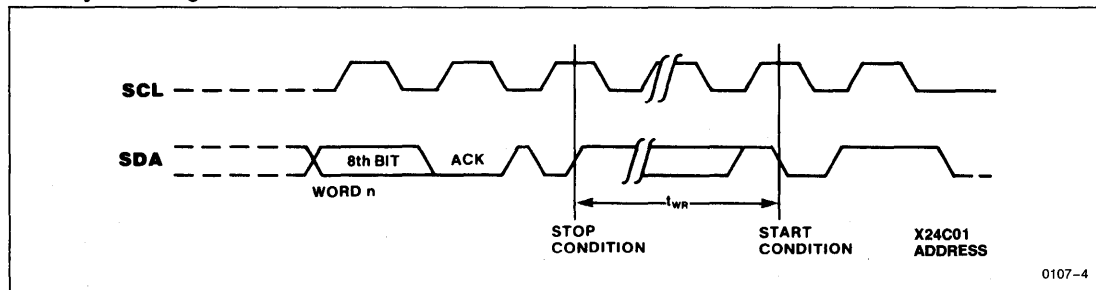 SCL
SDA
8th BIT
ACK
WORD n
tWR
STOP
CONDITION
START
CONDITION
X24C01
ADDRESS
0107-4